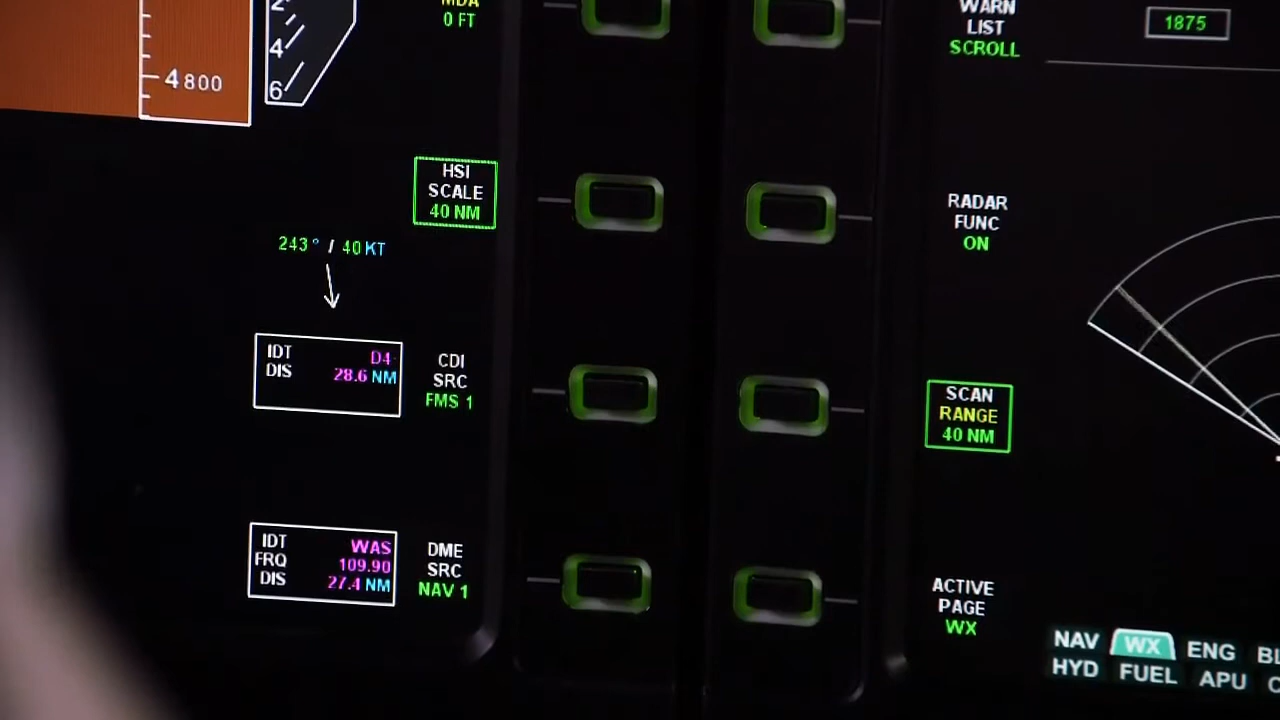 2
4
6
4800
MDA
0 FT
HSI
SCALE
40 NM
243° / 40 KT
IDT D4
DIS 28.6 NM
CDI
SRC
FMS 1
IDT WAS
FRQ 109.90
DIS 27.4 NM
DME
SRC
NAV 1
WARN
LIST
SCROLL
1875
RADAR
FUNC
ON
SCAN
RANGE
40 NM
ACTIVE
PAGE
WX
NAV WX ENG
HYD FUEL APU